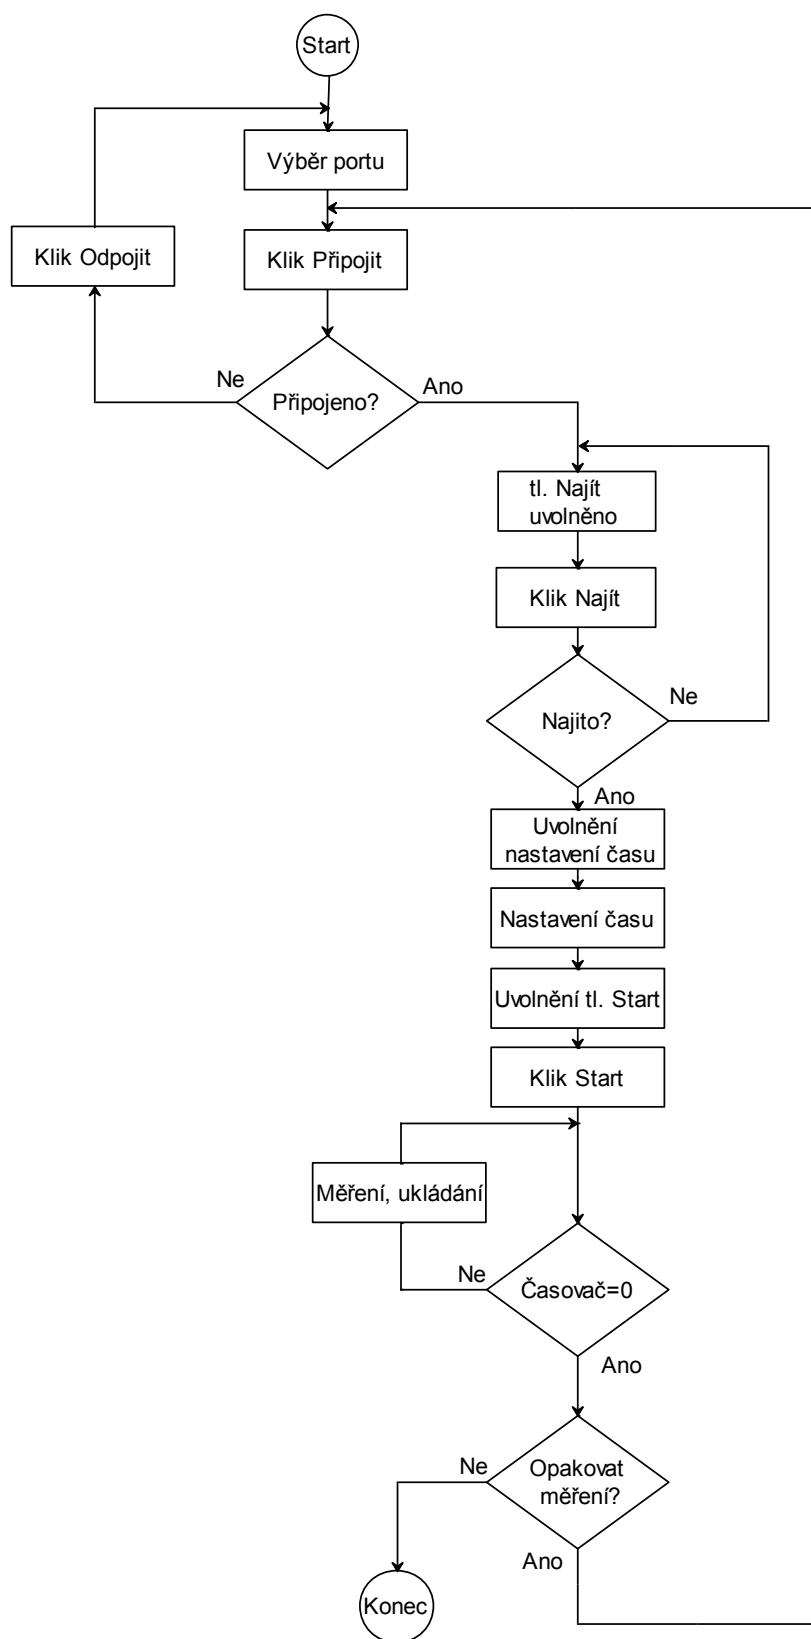 Start
Výběr portu
Klik Odpojit
Klik Připojit
Ne
Ano
Připojeno?
tl. Najít
uvolněno
Klik Najít
Ne
Najito?
Ano
Uvolnění
nastavení času
Nastavení času
Uvolnění tl. Start
Klik Start
Měření, ukládání
Ne
Časovač=0
Ano
Ne
Opakovat
měření?
Ano
Konec